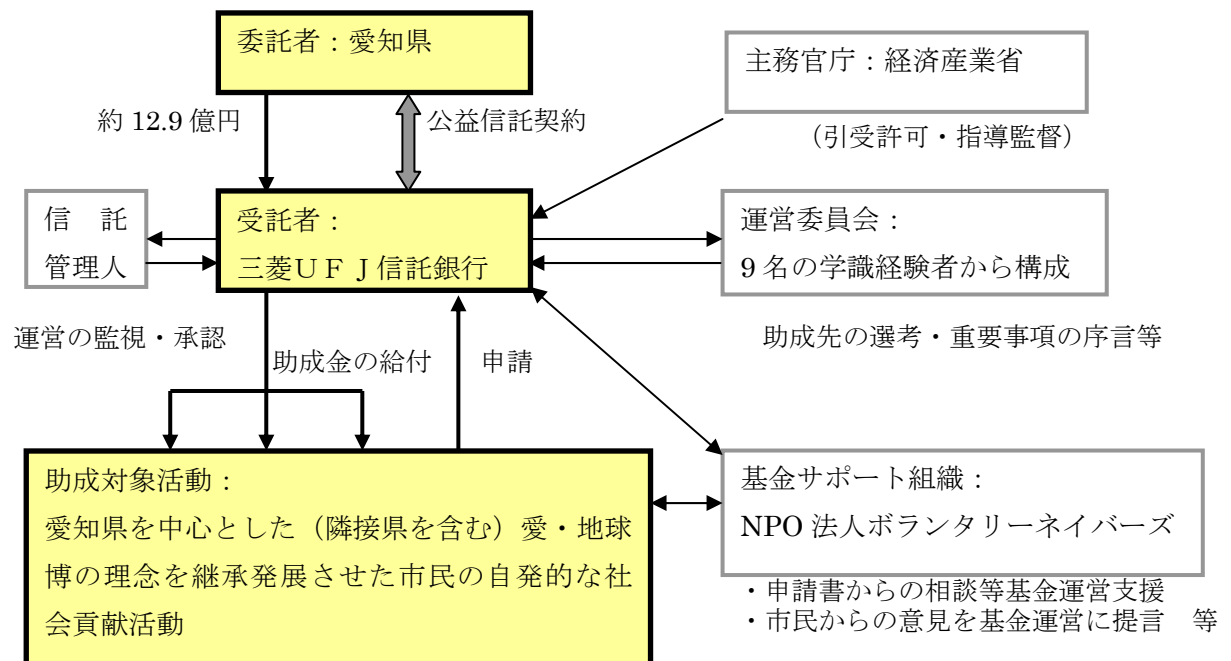 委託者：愛知県
主務官庁：経済産業省
約 12.9 億円
公益信託契約
（引受許可・指導監督）
信　託
管理人
受託者：
三菱ＵＦＪ信託銀行
運営委員会：
9 名の学識経験者から構成
運営の監視・承認
助成金の給付
申請
助成先の選考・重要事項の序言等
助成対象活動：
愛知県を中心とした（隣接県を含む）愛・地球
博の理念を継承発展させた市民の自発的な社
会貢献活動
基金サポート組織：
NPO 法人ボランタリーネイバーズ
・申請書からの相談等基金運営支援
・市民からの意見を基金運営に提言　等